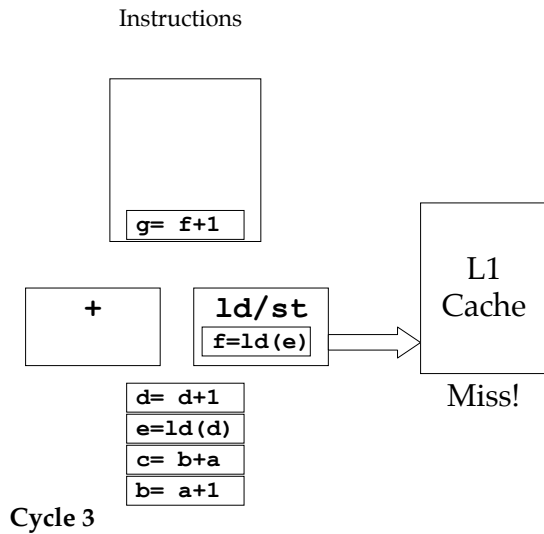 Instructions
g= f+1
+
ld/st
f=ld(e)
L1
Cache
Miss!
d= d+1
e=ld(d)
c= b+a
b= a+1
Cycle 3